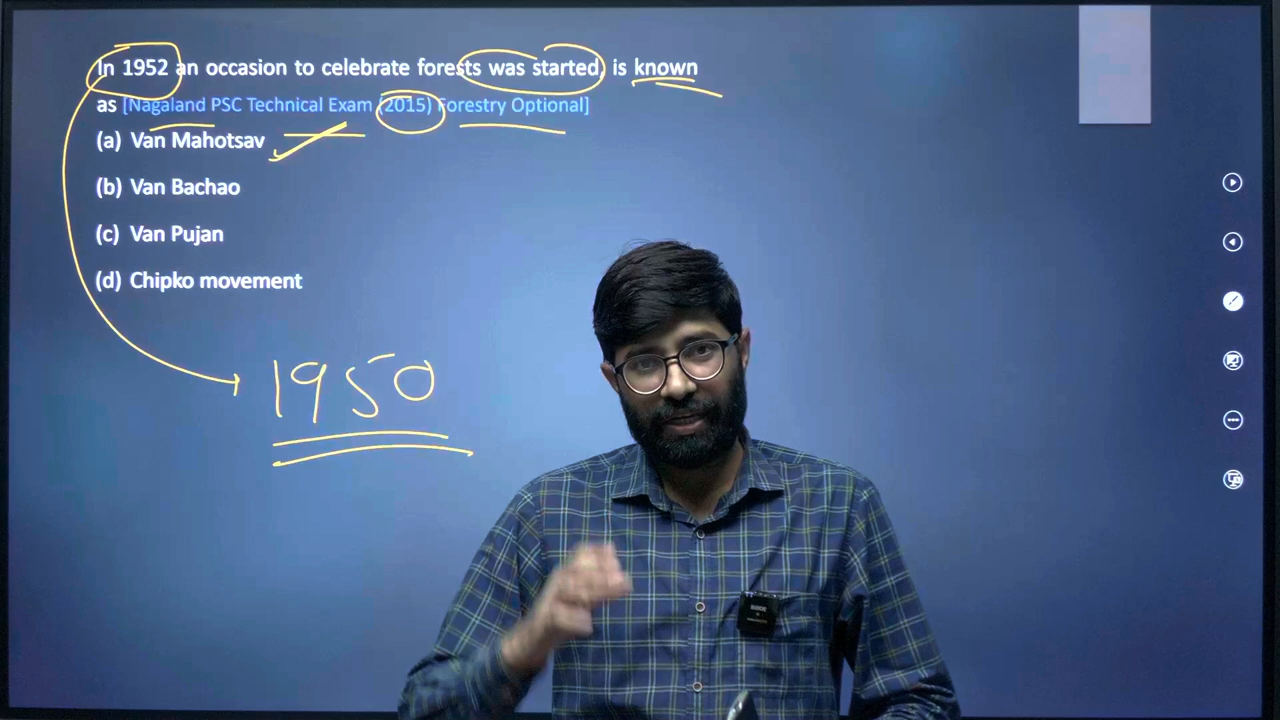 In 1952 an occasion to celebrate forests was started, is known
as [Nagaland PSC Technical Exam (2015) Forestry Optional]
(a) Van Mahotsav
(b) Van Bachao
(c) Van Pujan
(d) Chipko movement
1950